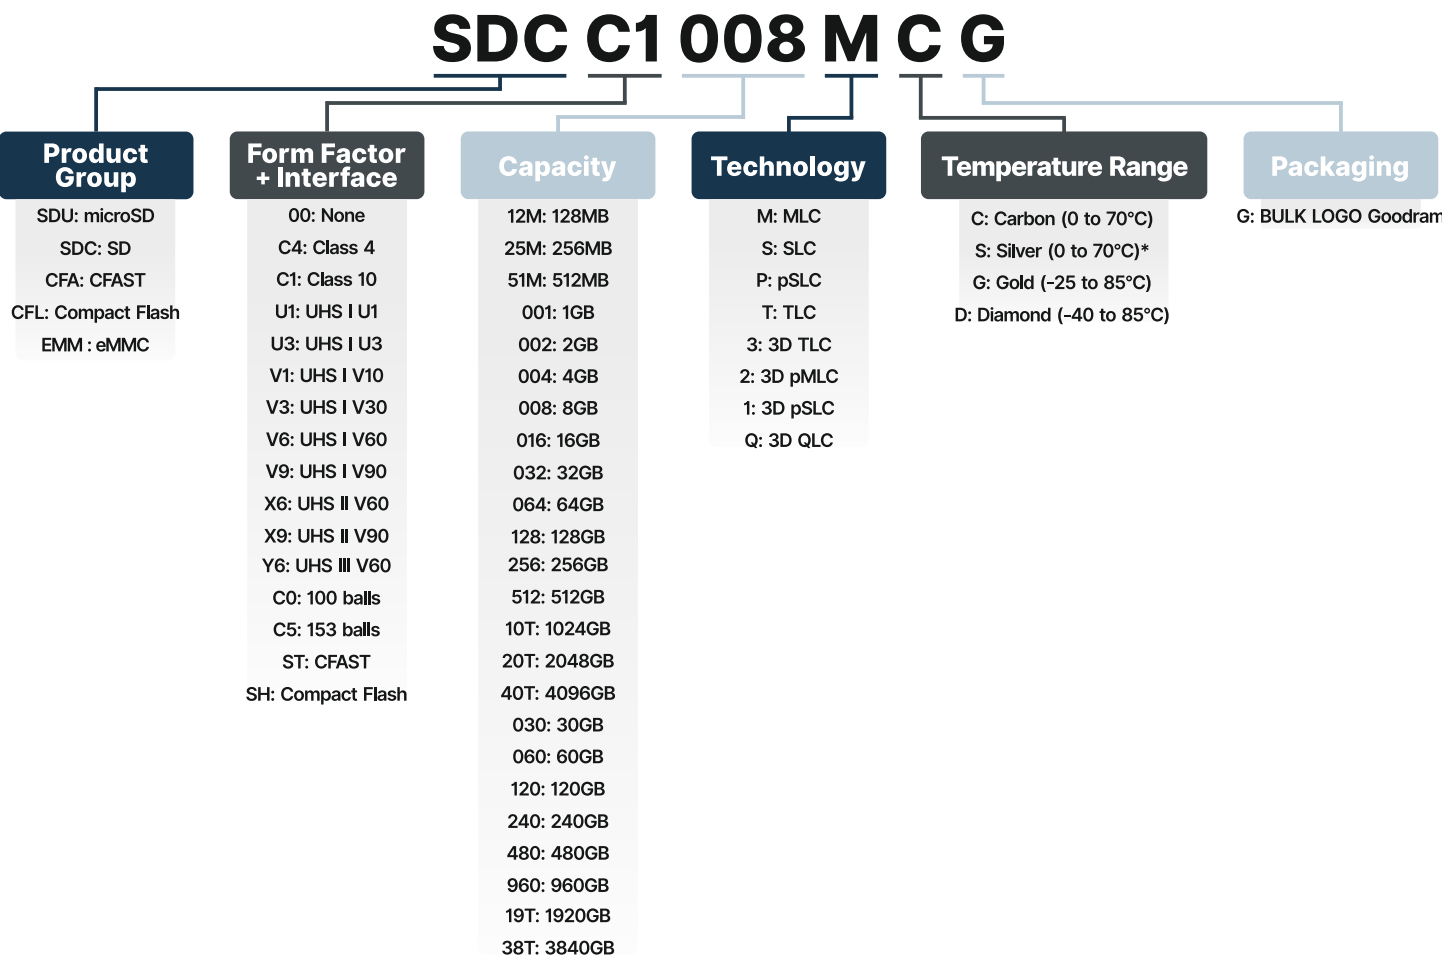 SDC C1 008 M C G
Product
Group
SDU: microSD
SDC: SD
CFA: CFAST
CFL: Compact Flash
EMM : eMMC
Form Factor
+ Interface
00: None
C4: Class 4
C1: Class 10
U1: UHS I U1
U3: UHS I U3
V1: UHS I V10
V3: UHS I V30
V6: UHS I V60
V9: UHS I V90
X6: UHS II V60
X9: UHS II V90
Y6: UHS III V60
C0: 100 balls
C5: 153 balls
ST: CFAST
SH: Compact Flash
Capacity
12M: 128MB
25M: 256MB
51M: 512MB
001: 1GB
002: 2GB
004: 4GB
008: 8GB
016: 16GB
032: 32GB
064: 64GB
128: 128GB
256: 256GB
512: 512GB
10T: 1024GB
20T: 2048GB
40T: 4096GB
030: 30GB
060: 60GB
120: 120GB
240: 240GB
480: 480GB
960: 960GB
19T: 1920GB
38T: 3840GB
Technology
M: MLC
S: SLC
P: pSLC
T: TLC
3: 3D TLC
2: 3D pMLC
1: 3D pSLC
Q: 3D QLC
Temperature Range
C: Carbon (0 to 70°C)
S: Silver (0 to 70°C)*
G: Gold (-25 to 85°C)
D: Diamond (-40 to 85°C)
Packaging
G: BULK LOGO Goodram